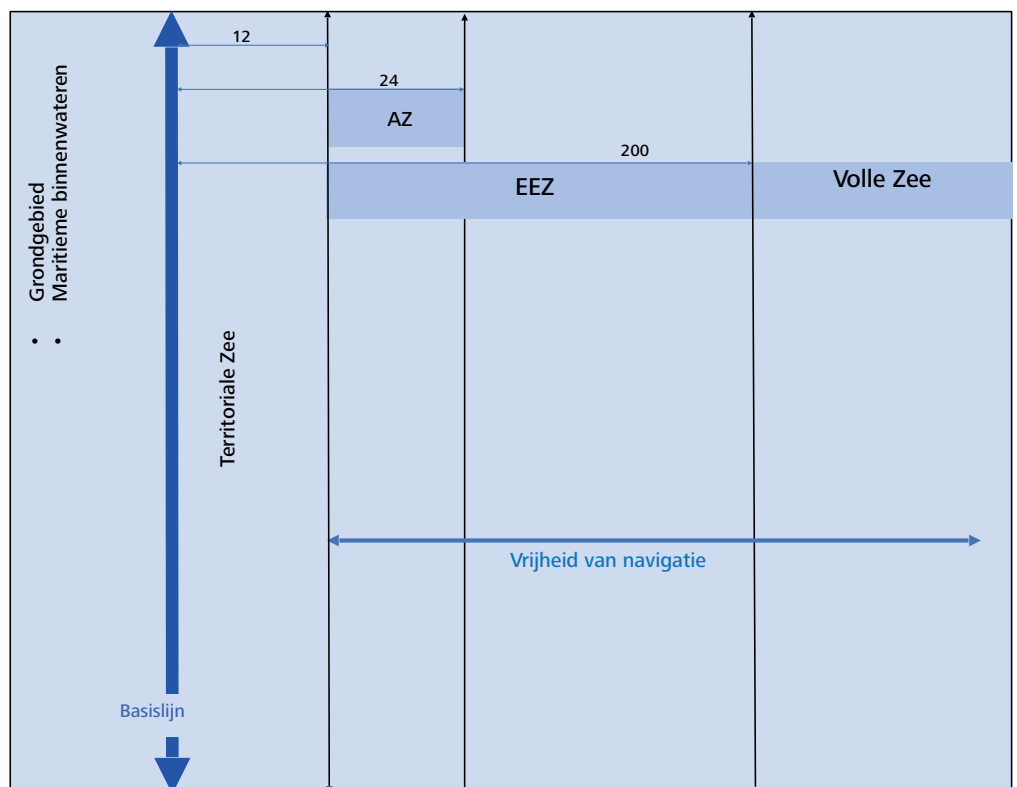 12
24
AZ
200
EEZ
Volle Zee
• Grondgebied
• Maritieme binnenwateren
Territoriale Zee
Vrijheid van navigatie
Basislijn